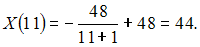 X(11) = - 48/(11+1) + 48 = 44.